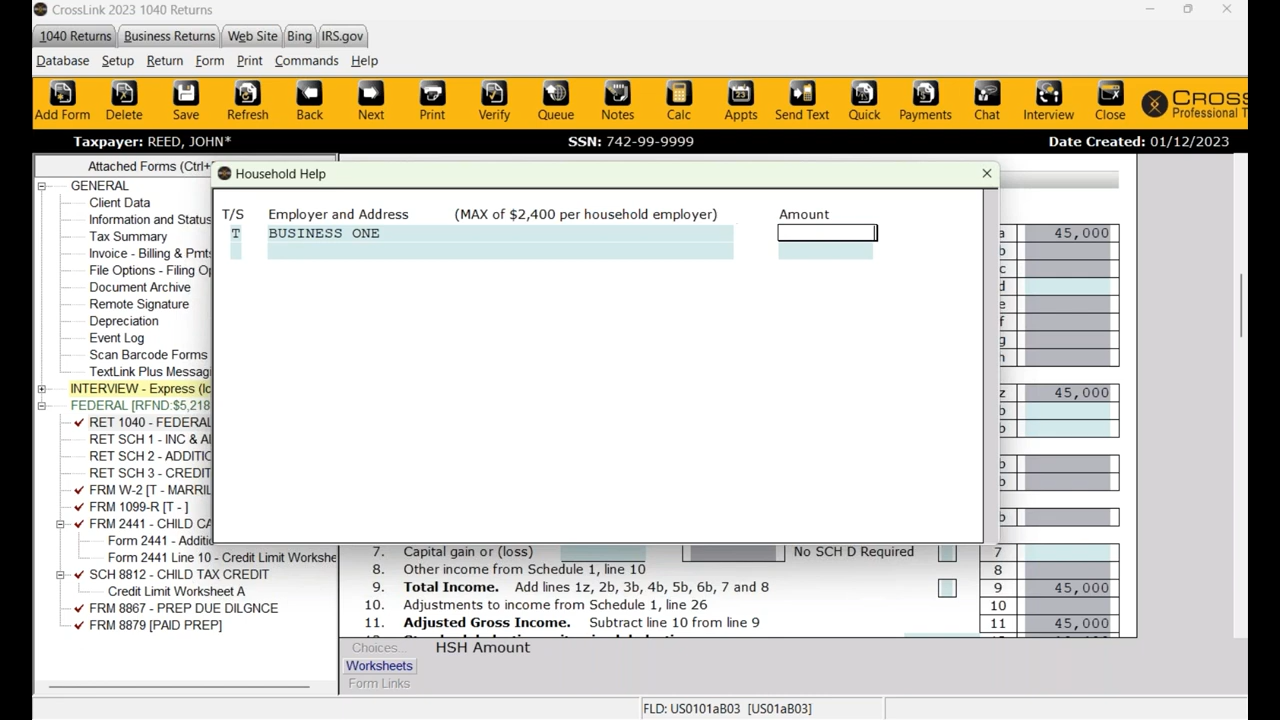 CrossLink 2023 1040 Returns
1040 Returns Business Returns Web Site Bing IRS.gov
Database Setup Return Form Print Commands Help
Add Form Delete Save Refresh Back Next Print Verify Queue Notes Calc Appts Send Text Quick Payments Chat Interview Close
CROSS
Professional T
Taxpayer: REED, JOHN* SSN: 742-99-9999 Date Created: 01/12/2023
Attached Forms (Ctrl+
GENERAL
Client Data
Information and Status
Tax Summary
Invoice - Billing & Pmts
File Options - Filing Op
Document Archive
Remote Signature
Depreciation
Event Log
Scan Barcode Forms
TextLink Plus Messagi
INTERVIEW - Express (Ic
FEDERAL [RFND:$5,218
RET 1040 - FEDERAL
RET SCH 1 - INC & A
RET SCH 2 - ADDITIO
RET SCH 3 - CREDIT
FRM W-2 [T - MARRIL
FRM 1099-R [T - ]
FRM 2441 - CHILD CA
Form 2441 - Additio
Form 2441 Line 10 - Credit Limit Workshe
SCH 8812 - CHILD TAX CREDIT
Credit Limit Worksheet A
FRM 8867 - PREP DUE DILGNCE
FRM 8879 [PAID PREP]
Household Help
T/S Employer and Address (MAX of $2,400 per household employer) Amount
T BUSINESS ONE
a 45,000
b
c
d
e
f
g
h
z 45,000
b
b
b
b
b
7. Capital gain or (loss) No SCH D Required 7
8. Other income from Schedule 1, line 10 8
9. Total Income. Add lines 1z, 2b, 3b, 4b, 5b, 6b, 7 and 8 9 45,000
10. Adjustments to income from Schedule 1, line 26 10
11. Adjusted Gross Income. Subtract line 10 from line 9 11 45,000
Choices... HSH Amount
Worksheets
Form Links
FLD: US0101aB03 [US01aB03]